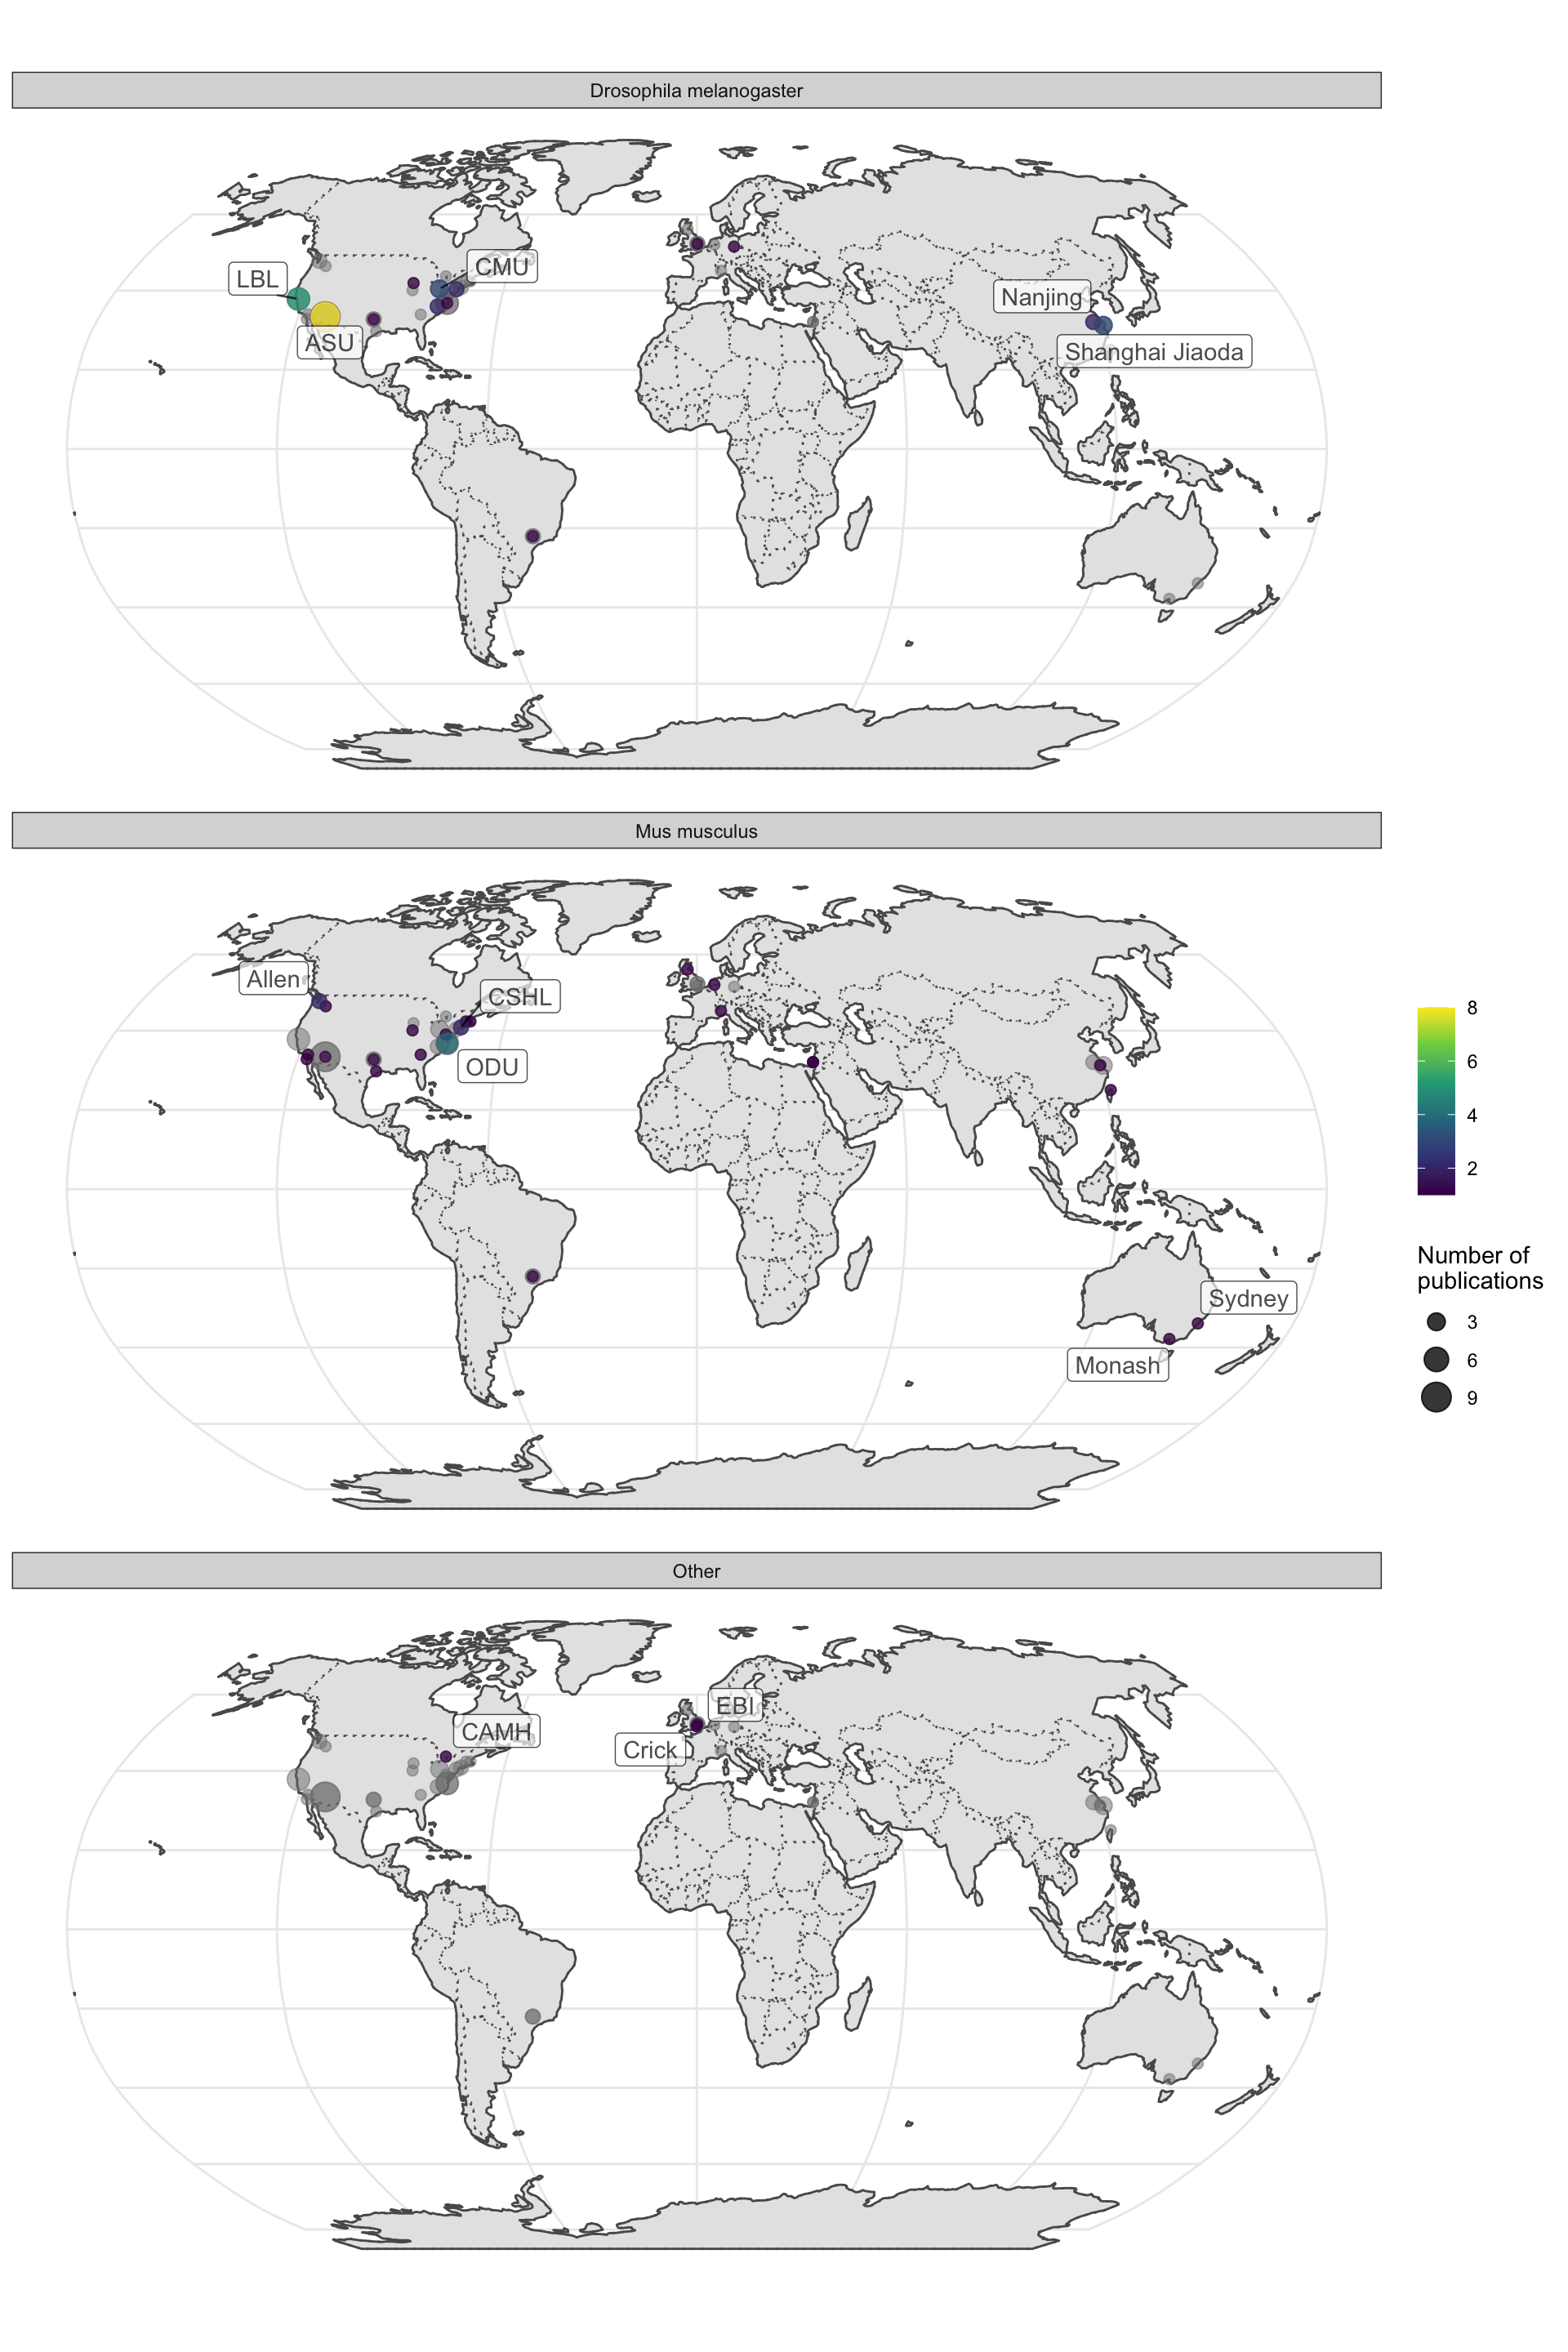 Drosophila melanogaster
CMU
LBL
Nanjing
ASU
Shanghai Jiaoda
Mus musculus
Allen
CSHL
ODU
Sydney
Monash
8
6
4
2
Number of
publications
3
6
9
Other
EBI
CAMH
Crick